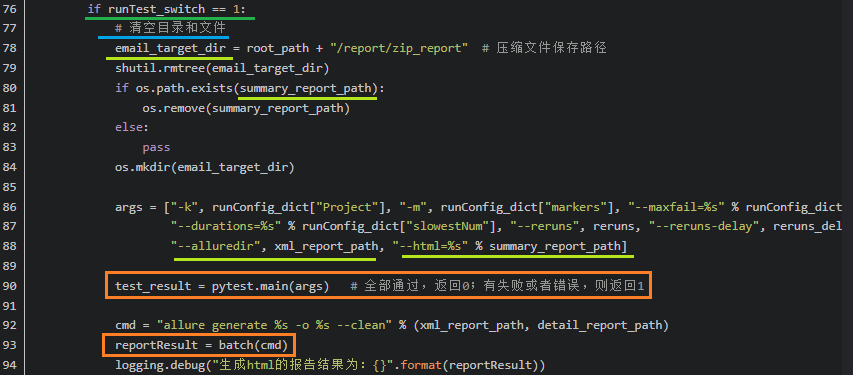 76 if runTest_switch == 1:
77 # 清空目录和文件
78 email_target_dir = root_path + "/report/zip_report" # 压缩文件保存路径
79 shutil.rmtree(email_target_dir)
80 if os.path.exists(summary_report_path):
81 os.remove(summary_report_path)
82 else:
83 pass
84 os.mkdir(email_target_dir)
85
86 args = ["-k", runConfig_dict["Project"], "-m", runConfig_dict["markers"], "--maxfail=%s" % runConfig_dict
87 "--durations=%s" % runConfig_dict["slowestNum"], "--reruns", reruns, "--reruns-delay", reruns_del
88 "--alluredir", xml_report_path, "--html=%s" % summary_report_path]
89
90 test_result = pytest.main(args) # 全部通过，返回0；有失败或者错误，则返回1
91
92 cmd = "allure generate %s -o %s --clean" % (xml_report_path, detail_report_path)
93 reportResult = batch(cmd)
94 logging.debug("生成html的报告结果为：{}".format(reportResult))